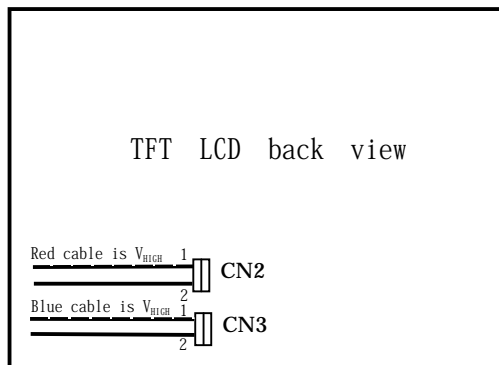 TFT LCD back view
Red cable is VHIGH 1
CN2
2
Blue cable is VHIGH 1
CN3
2